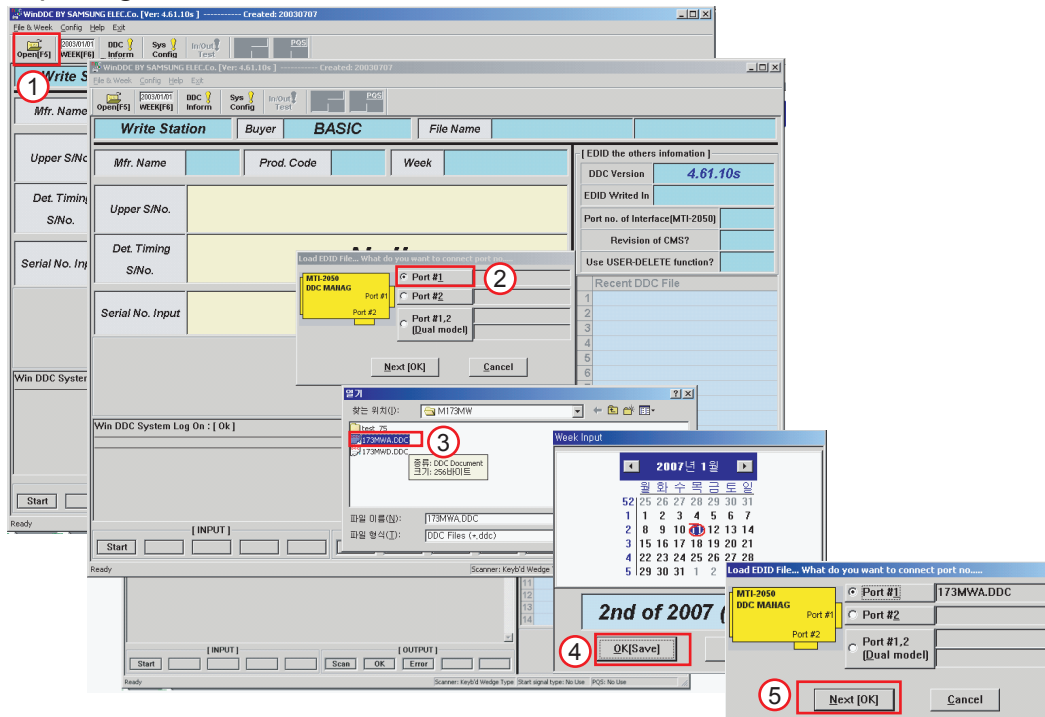 WinDDC BY SAMSUNG ELEC.Co. [Ver: 4.61.10s ] ---------- Created: 20030707
File & Week Config Help Exit
Open[F5] 2003/01/01 WEEK[F6] DDC Inform Sys Config In/Out Test PQS
1
Write S
Mfr. Name
Upper S/No
Det. Timing
S/No.
Serial No. In
Win DDC System
Start
Ready
WinDDC BY SAMSUNG ELEC.Co. [Ver: 4.61.10s ] ---------- Created: 20030707
File & Week Config Help Exit
Open[F5] 2003/01/01 WEEK[F6] DDC Inform Sys Config In/Out Test PQS
Write Station Buyer BASIC File Name
Mfr. Name Prod. Code Week
Upper S/No.
Det. Timing
S/No.
Serial No. Input
[ EDID the others infomation ]
DDC Version 4.61.10s
EDID Writed In
Port no. of Interface(MTI-2050)
Revision of CMS?
Use USER-DELETE function?
Recent DDC File
1
2
3
4
5
6
Win DDC System Log On : [ Ok ]
[ INPUT ]
Start
Ready
Scanner: Keyb'd Wedge
Load EDID File... What do you want to connect port no.....
MTI-2050
DDC MANAG
Port #1
Port #2
Port #1
2
Port #2
Port #1,2
(Dual model)
Next [OK] Cancel
열기
찾는 위치(I): M173MW
test_75
173MWA.DDC
3
173MWD.DDC
종류: DDC Document
크기: 256바이트
파일 이름(N): 173MWA.DDC
파일 형식(T): DDC Files (*.ddc)
Week Input
2007년 1월
월 화 수 목 금 토 일
52 25 26 27 28 29 30 31
1 1 2 3 4 5 6 7
2 8 9 10 11 12 13 14
3 15 16 17 18 19 20 21
4 22 23 24 25 26 27 28
5 29 30 31 1 2
2nd of 2007 (
4
OK[Save]
Load EDID File... What do you want to connect port no.....
MTI-2050
DDC MANAG
Port #1
Port #2
Port #1 173MWA.DDC
Port #2
Port #1,2
(Dual model)
5
Next [OK] Cancel
11
12
13
14
[ INPUT ] [ OUTPUT ]
Start Scan OK Error
Ready
Scanner: Keyb'd Wedge Type Start signal type: No Use PQS: No Use